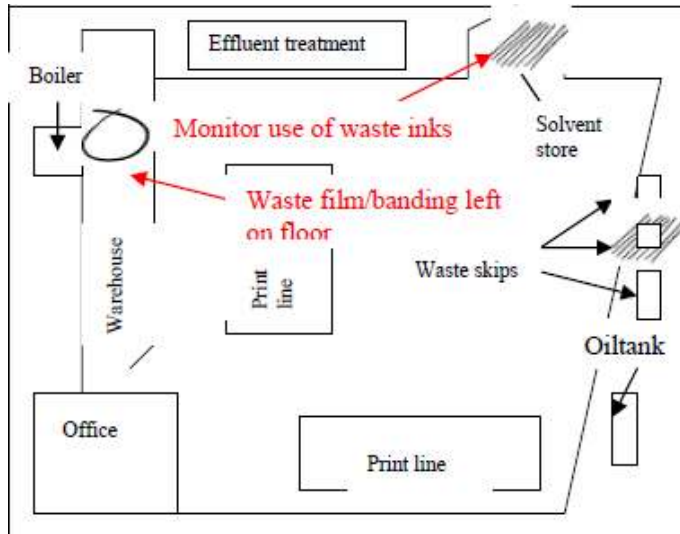 Effluent treatment
Boiler
Monitor use of waste inks
Solvent
store
Waste film/banding left
on floor
Warehouse
Print
line
Waste skips
Oiltank
Office
Print line